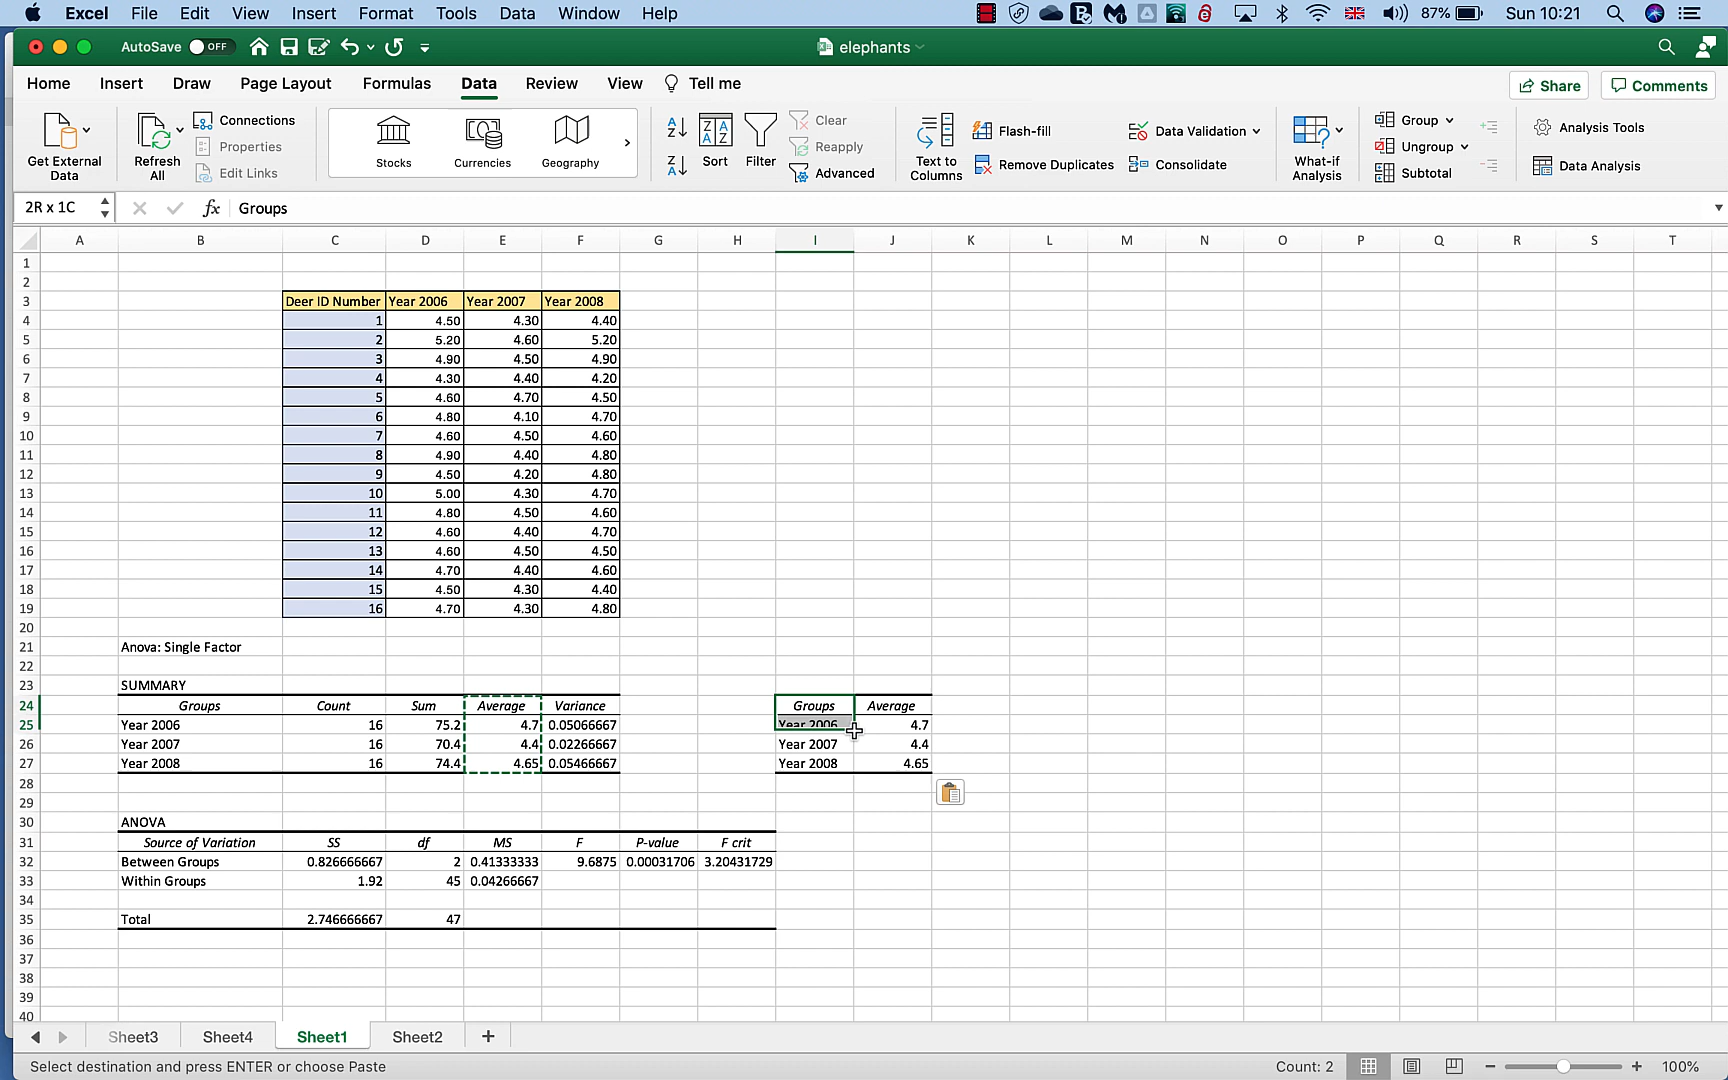 Excel File Edit View Insert Format Tools Data Window Help 87% Sun 10:21
AutoSave OFF elephants
Home Insert Draw Page Layout Formulas Data Review View Tell me Share Comments
Get External Data
Refresh All
Connections
Properties
Edit Links
Stocks Currencies Geography
Sort Filter
Clear
Reapply
Advanced
Text to Columns
Flash-fill
Remove Duplicates
Data Validation
Consolidate
What-if Analysis
Group
Ungroup
Subtotal
Analysis Tools
Data Analysis
2R x 1C fx Groups
A B C D E F G H I J K L M N O P Q R S T
1
2
3 Deer ID Number Year 2006 Year 2007 Year 2008
4 1 4.50 4.30 4.40
5 2 5.20 4.60 5.20
6 3 4.90 4.50 4.90
7 4 4.30 4.40 4.20
8 5 4.60 4.70 4.50
9 6 4.80 4.10 4.70
10 7 4.60 4.50 4.60
11 8 4.90 4.40 4.80
12 9 4.50 4.20 4.80
13 10 5.00 4.30 4.70
14 11 4.80 4.50 4.60
15 12 4.60 4.40 4.70
16 13 4.60 4.50 4.50
17 14 4.70 4.40 4.60
18 15 4.50 4.30 4.40
19 16 4.70 4.30 4.80
20
21 Anova: Single Factor
22
23 SUMMARY
24 Groups Count Sum Average Variance Groups Average
25 Year 2006 16 75.2 4.7 0.05066667 Year 2006 4.7
26 Year 2007 16 70.4 4.4 0.02266667 Year 2007 4.4
27 Year 2008 16 74.4 4.65 0.05466667 Year 2008 4.65
28
29
30 ANOVA
31 Source of Variation SS df MS F P-value F crit
32 Between Groups 0.826666667 2 0.41333333 9.6875 0.00031706 3.20431729
33 Within Groups 1.92 45 0.04266667
34
35 Total 2.746666667 47
36
37
38
39
40
Sheet3 Sheet4 Sheet1 Sheet2 +
Select destination and press ENTER or choose Paste Count: 2 100%